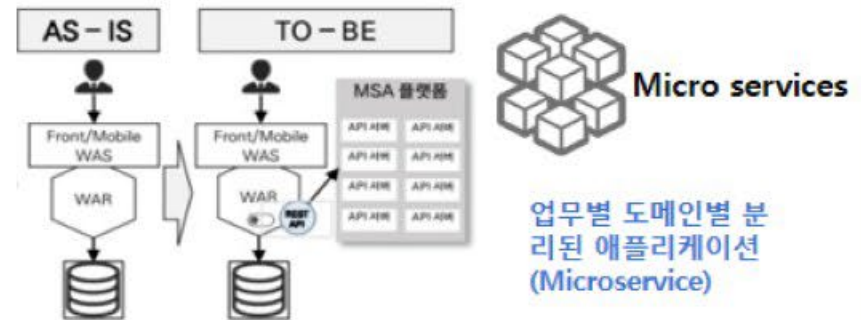 AS – IS
TO – BE
MSA 플랫폼
Front/Mobile
WAS
WAR
Front/Mobile
WAS
WAR
REST
API
API 서버 API 서버
API 서버 API 서버
API 서버 API 서버
API 서버 API 서버
Micro services
업무별 도메인별 분
리된 애플리케이션
(Microservice)